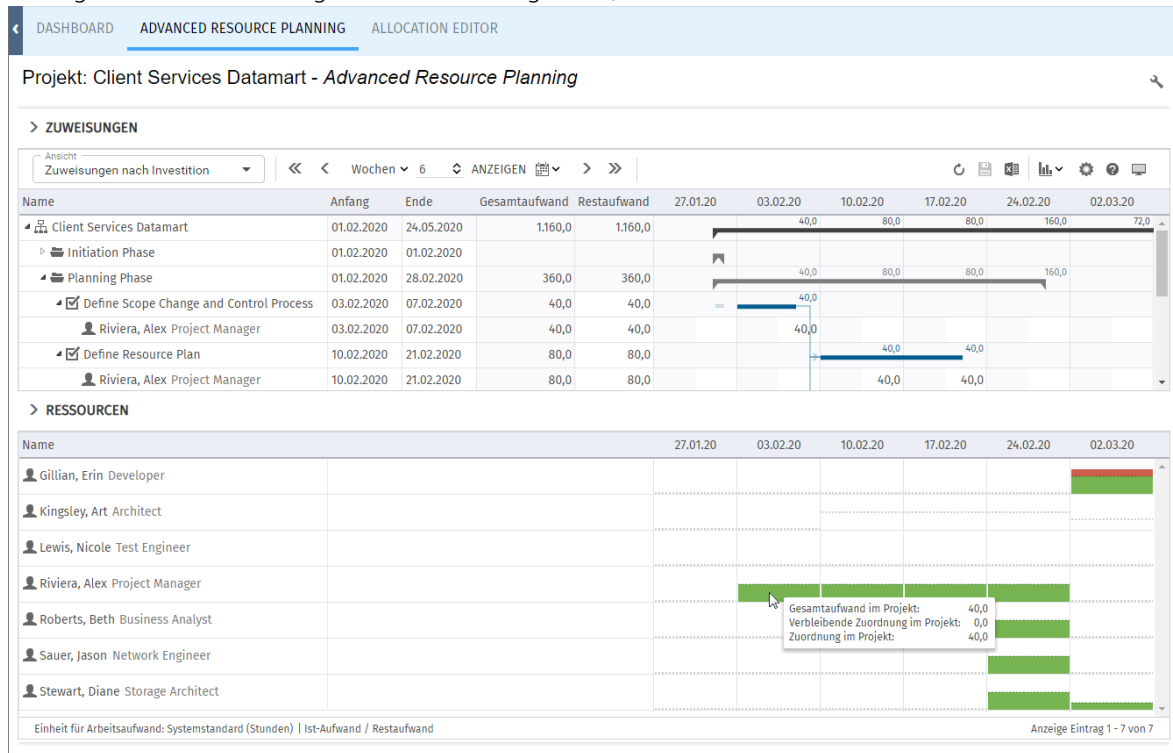 DASHBOARD ADVANCED RESOURCE PLANNING ALLOCATION EDITOR
Projekt: Client Services Datamart - Advanced Resource Planning
ZUWEISUNGEN
Ansicht
Zuweisungen nach Investition Wochen 6 ANZEIGEN
Name Anfang Ende Gesamtaufwand Restaufwand 27.01.20 03.02.20 10.02.20 17.02.20 24.02.20 02.03.20
Client Services Datamart 01.02.2020 24.05.2020 1.160,0 1.160,0 40,0 80,0 80,0 160,0 72,0
Initiation Phase 01.02.2020 01.02.2020
Planning Phase 01.02.2020 28.02.2020 360,0 360,0 40,0 80,0 80,0 160,0
Define Scope Change and Control Process 03.02.2020 07.02.2020 40,0 40,0 40,0
Riviera, Alex Project Manager 03.02.2020 07.02.2020 40,0 40,0 40,0
Define Resource Plan 10.02.2020 21.02.2020 80,0 80,0 40,0 40,0
Riviera, Alex Project Manager 10.02.2020 21.02.2020 80,0 80,0 40,0 40,0
RESSOURCEN
Name 27.01.20 03.02.20 10.02.20 17.02.20 24.02.20 02.03.20
Gillian, Erin Developer
Kingsley, Art Architect
Lewis, Nicole Test Engineer
Riviera, Alex Project Manager
Gesamtaufwand im Projekt: 40,0
Verbleibende Zuordnung im Projekt: 0,0
Zuordnung im Projekt: 40,0
Roberts, Beth Business Analyst
Sauer, Jason Network Engineer
Stewart, Diane Storage Architect
Einheit für Arbeitsaufwand: Systemstandard (Stunden) | Ist-Aufwand / Restaufwand Anzeige Eintrag 1 - 7 von 7